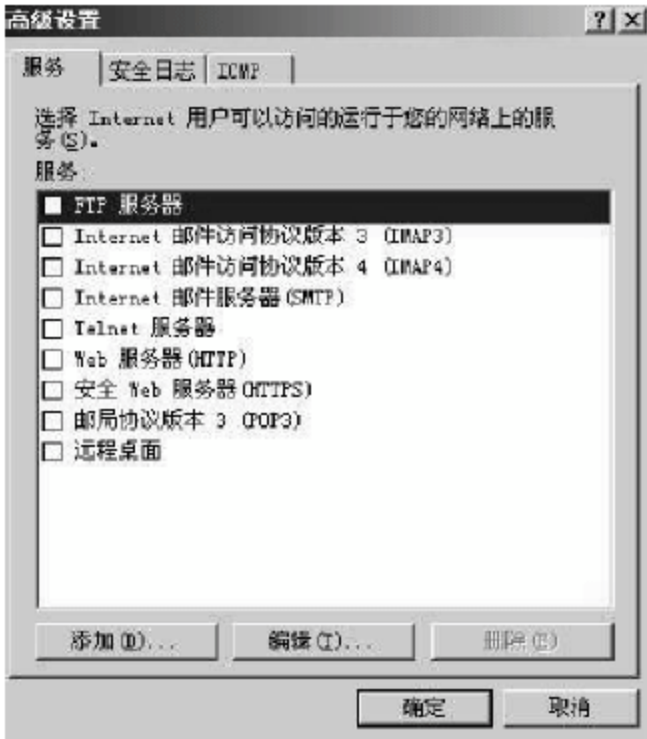 高级设置
服务 安全日志 ICMP
选择 Internet 用户可以访问的运行于您的网络上的服
务(S)。
服务:
FTP 服务器
Internet 邮件访问协议版本 3 (IMAP3)
Internet 邮件访问协议版本 4 (IMAP4)
Internet 邮件服务器(SMTP)
Telnet 服务器
Web 服务器(HTTP)
安全 Web 服务器(HTTPS)
邮局协议版本 3 (POP3)
远程桌面
添加(D)... 编辑(T)... 删除(E)
确定 取消